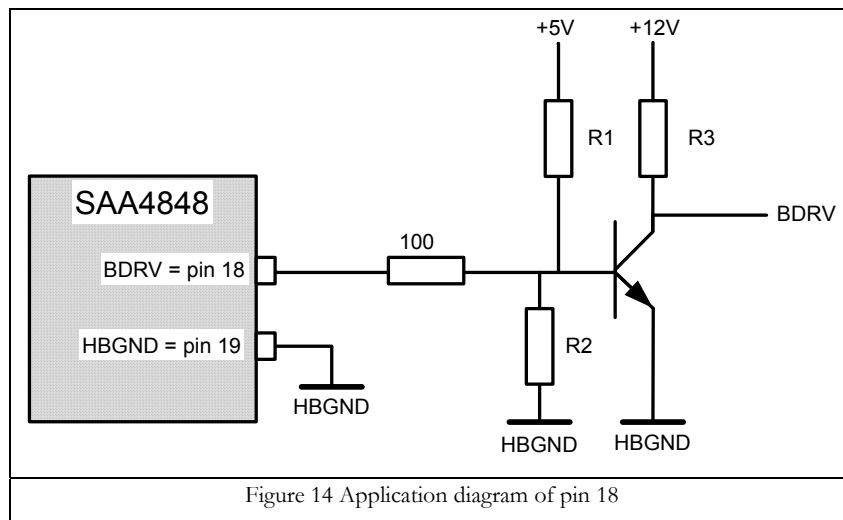 +5V
+12V
R1
R3
SAA4848
BDRV
100
BDRV = pin 18
HBGND = pin 19
R2
HBGND
HBGND
HBGND
Figure 14 Application diagram of pin 18